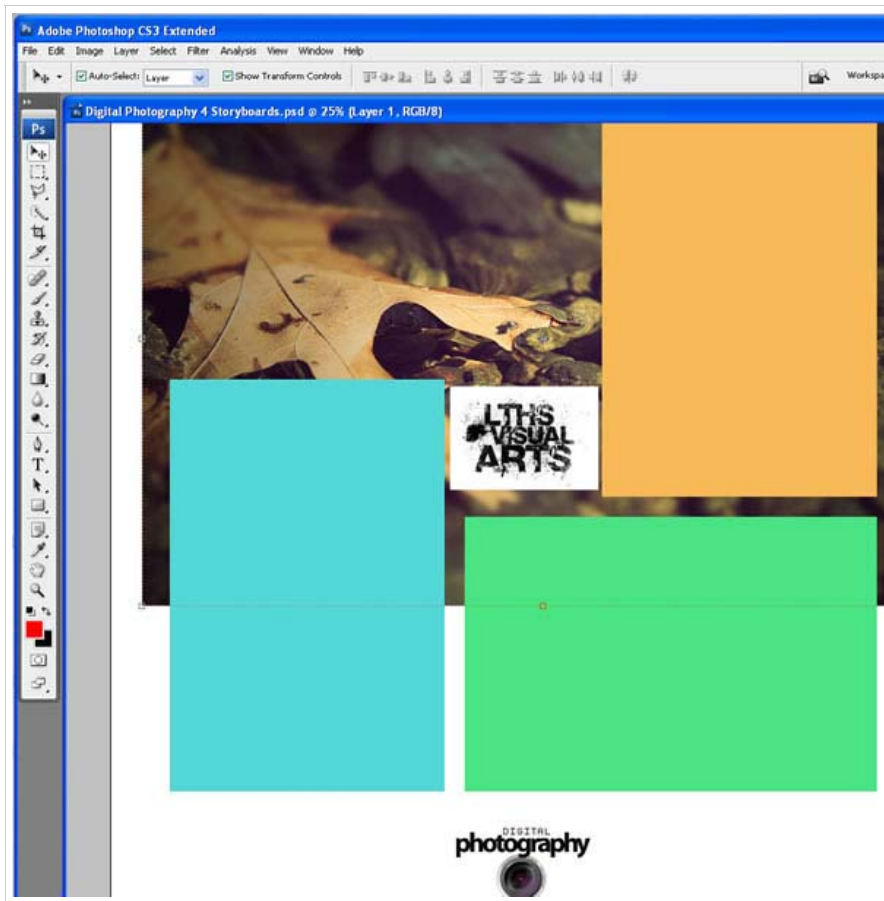 Adobe Photoshop CS3 Extended
File Edit Image Layer Select Filter Analysis View Window Help
Auto-Select: Layer Show Transform Controls Workspa
Digital Photography 4 Storyboards.psd @ 25% (Layer 1, RGB/8)
Ps
T
LTHS
VISUAL
ARTS
DIGITAL
photography